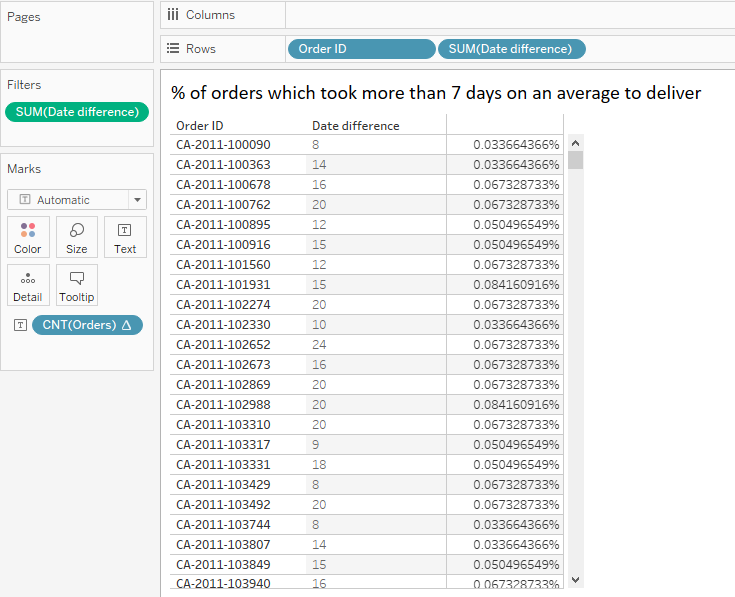 Pages
Columns
Rows Order ID SUM(Date difference)
Filters
SUM(Date difference)
Marks
Automatic
Color Size Text
Detail Tooltip
CNT(Orders) Δ
% of orders which took more than 7 days on an average to deliver
Order ID Date difference
CA-2011-100090 8 0.033664366%
CA-2011-100363 14 0.033664366%
CA-2011-100678 16 0.067328733%
CA-2011-100762 20 0.067328733%
CA-2011-100895 12 0.050496549%
CA-2011-100916 15 0.050496549%
CA-2011-101560 12 0.067328733%
CA-2011-101931 15 0.084160916%
CA-2011-102274 20 0.067328733%
CA-2011-102330 10 0.033664366%
CA-2011-102652 24 0.067328733%
CA-2011-102673 16 0.067328733%
CA-2011-102869 20 0.067328733%
CA-2011-102988 20 0.084160916%
CA-2011-103310 20 0.067328733%
CA-2011-103317 9 0.050496549%
CA-2011-103331 18 0.050496549%
CA-2011-103429 8 0.067328733%
CA-2011-103492 20 0.067328733%
CA-2011-103744 8 0.033664366%
CA-2011-103807 14 0.033664366%
CA-2011-103849 15 0.050496549%
CA-2011-103940 16 0.067328733%